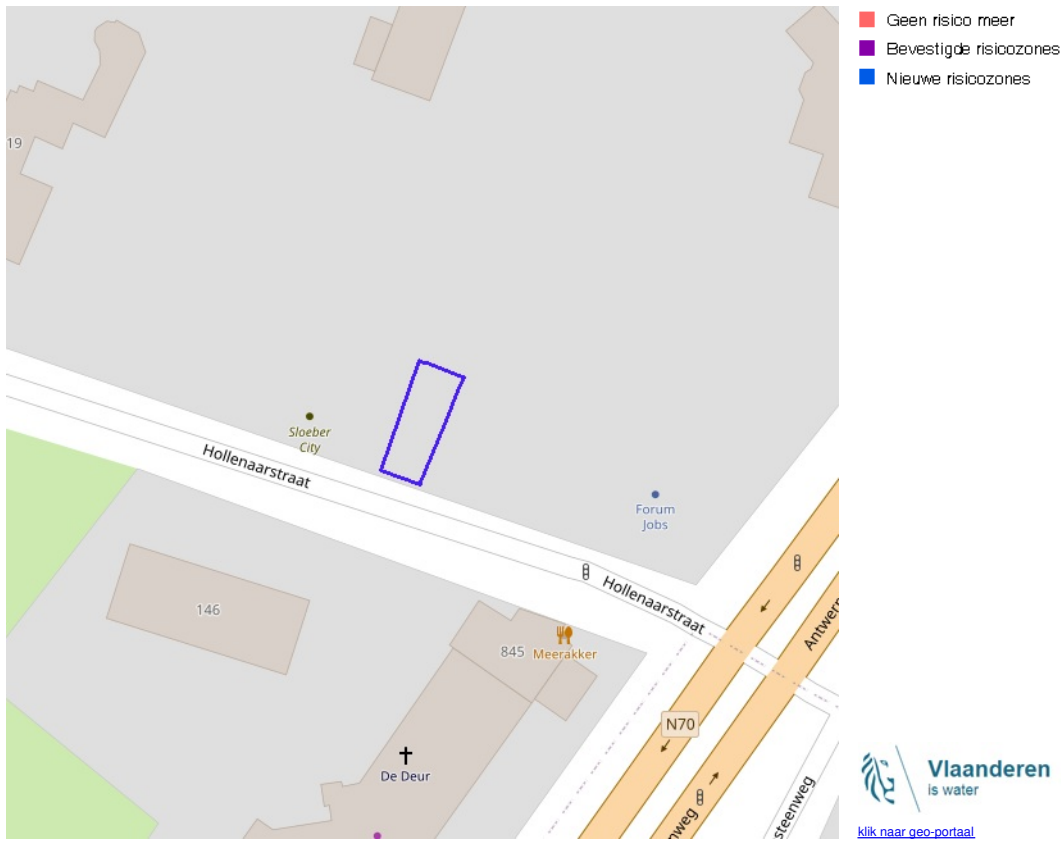 Geen risico meer
Bevestigde risicozones
Nieuwe risicozones
19
Sloeber
City
Hollenaarstraat
Forum
Jobs
Hollenaarstraat
146
845
Meerakker
N70
De Deur
Vlaanderen
is water
klik naar geo-portaal